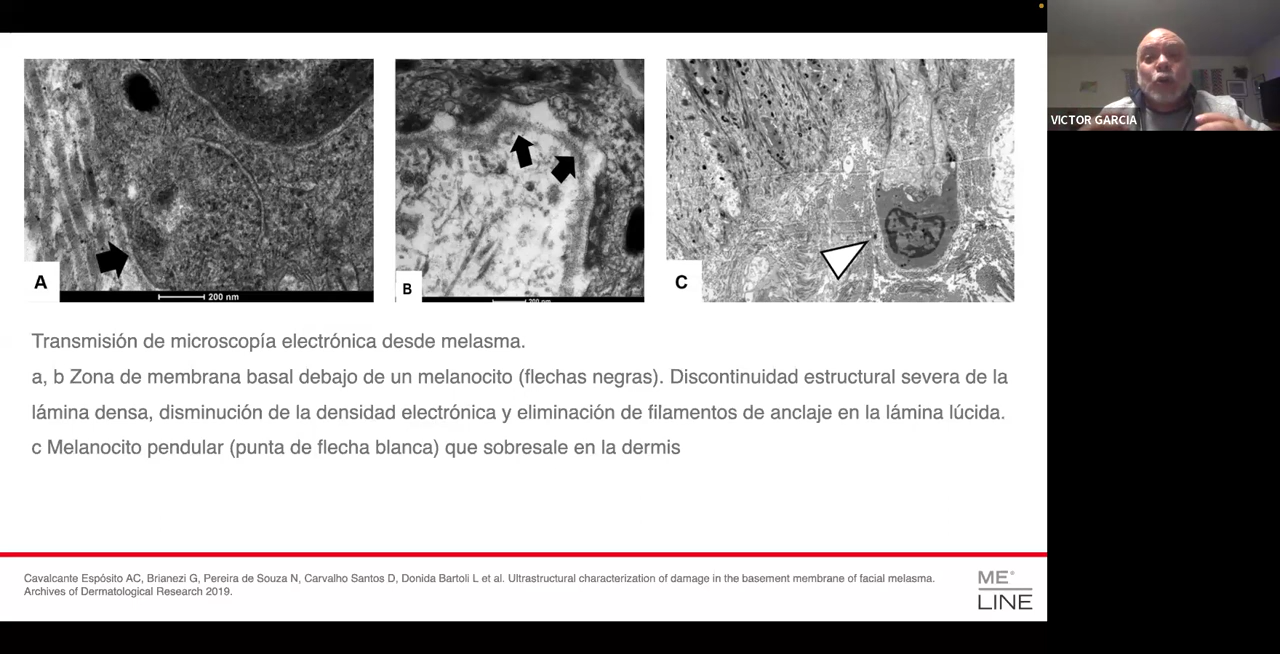 VICTOR GARCIA
A
200 nm
B
200 nm
C
Transmisión de microscopía electrónica desde melasma.
a, b Zona de membrana basal debajo de un melanocito (flechas negras). Discontinuidad estructural severa de la
lámina densa, disminución de la densidad electrónica y eliminación de filamentos de anclaje en la lámina lúcida.
c Melanocito pendular (punta de flecha blanca) que sobresale en la dermis
Cavalcante Espósito AC, Brianezi G, Pereira de Souza N, Carvalho Santos D, Donida Bartoli L et al. Ultrastructural characterization of damage in the basement membrane of facial melasma.
Archives of Dermatological Research 2019.
ME
LINE